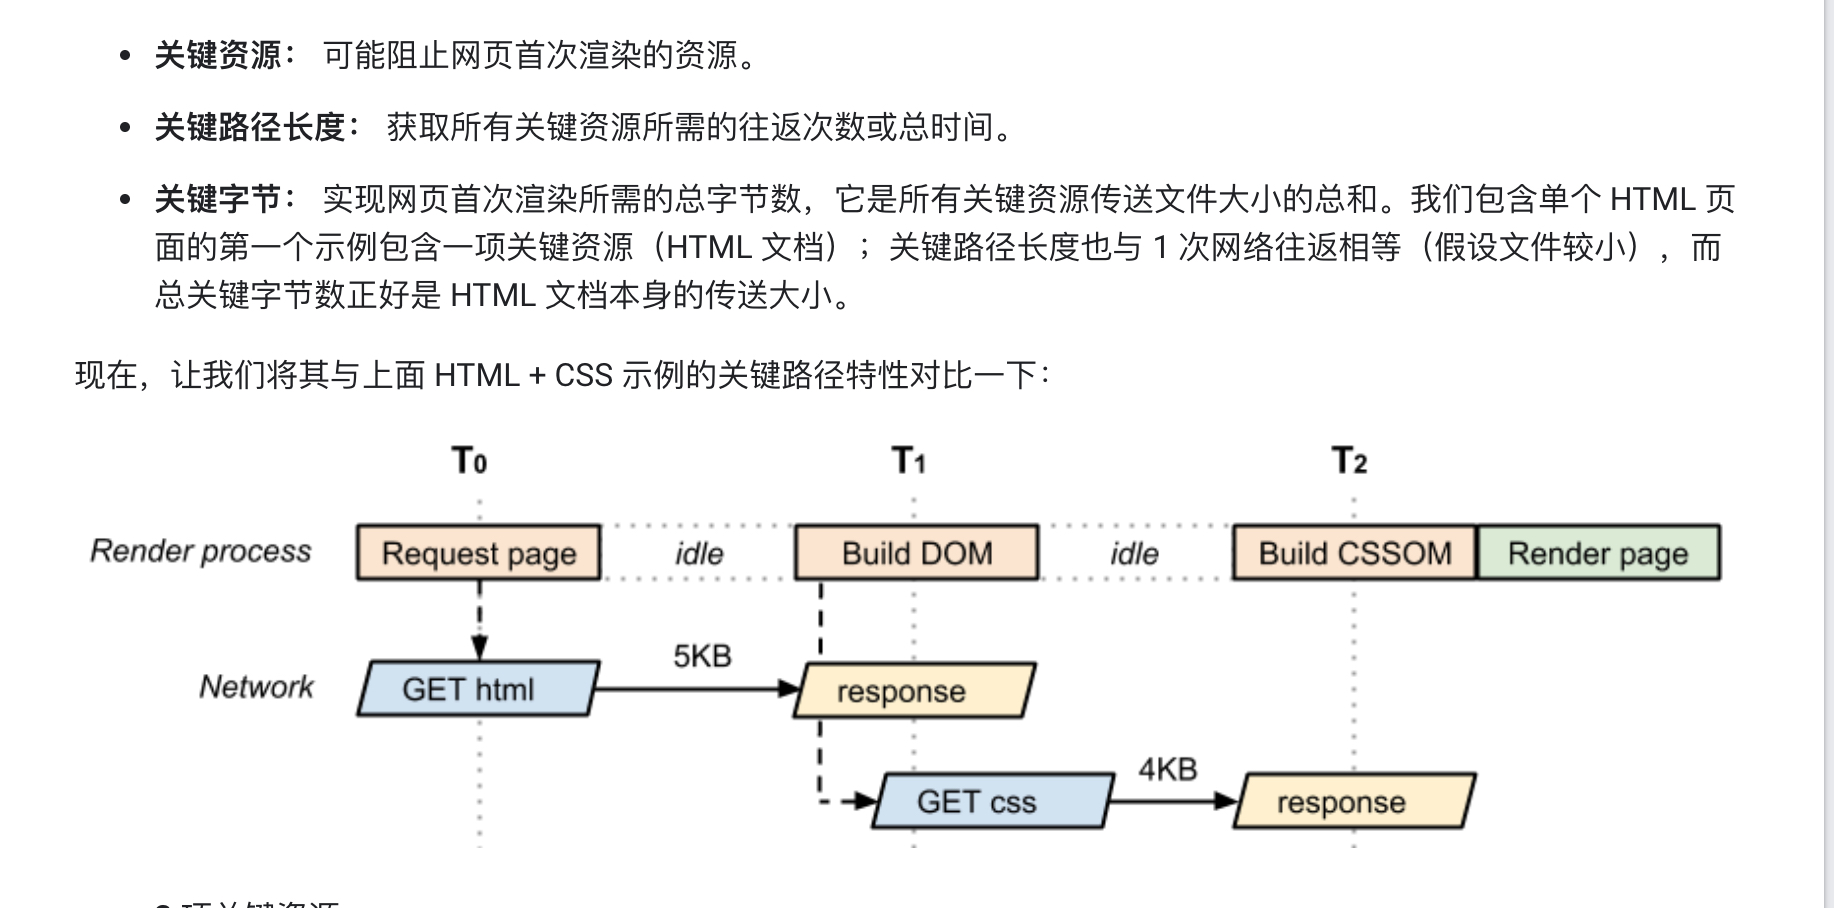 关键资源： 可能阻止网页首次渲染的资源。
关键路径长度： 获取所有关键资源所需的往返次数或总时间。
关键字节： 实现网页首次渲染所需的总字节数，它是所有关键资源传送文件大小的总和。我们包含单个 HTML 页
面的第一个示例包含一项关键资源（HTML 文档）；关键路径长度也与 1 次网络往返相等（假设文件较小），而
总关键字节数正好是 HTML 文档本身的传送大小。
现在，让我们将其与上面 HTML + CSS 示例的关键路径特性对比一下：
T0 T1 T2
Render process Request page idle Build DOM idle Build CSSOM Render page
5KB
Network GET html response
4KB
GET css response